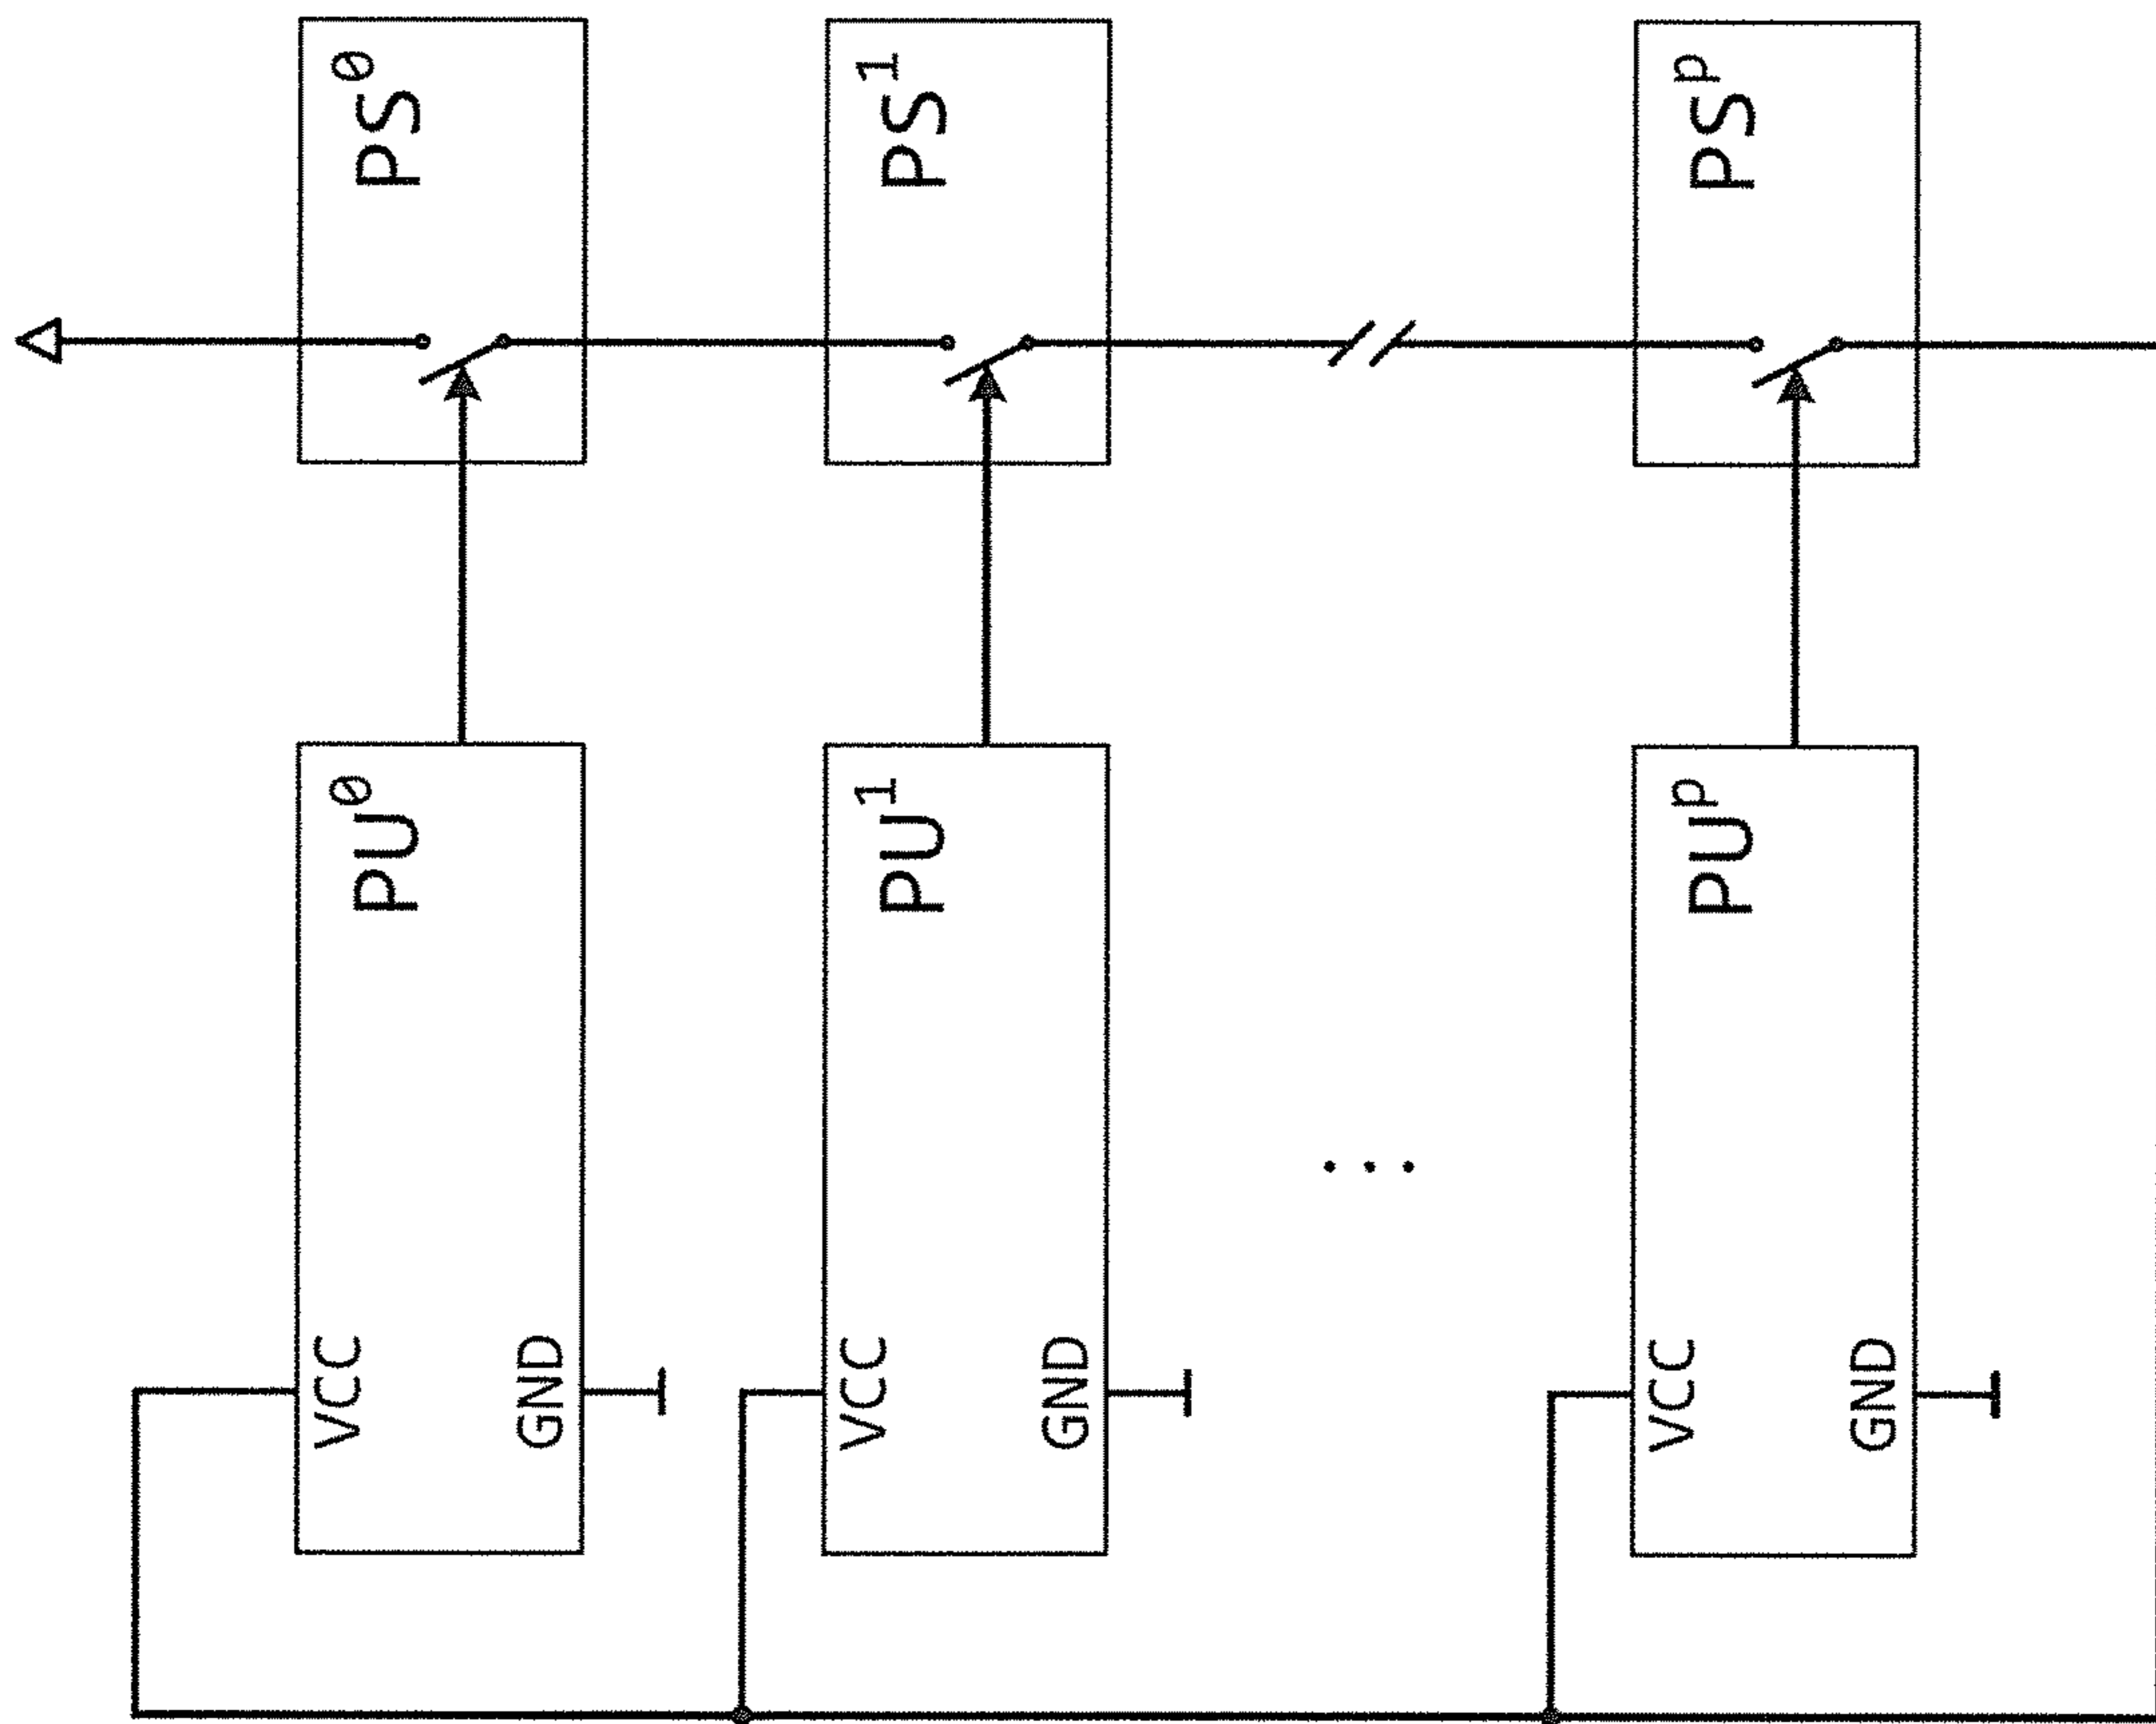 PS⁰
PS¹
PSᵖ
PU⁰
VCC
GND
PU¹
VCC
GND
. . .
PUᵖ
VCC
GND